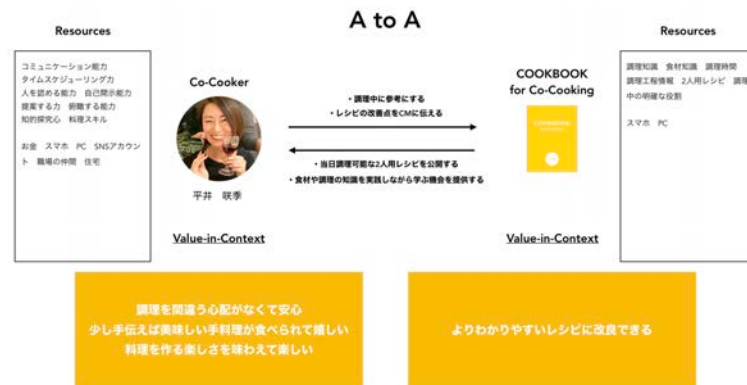 A to A
Resources
コミュニケーション能力
タイムスケジューリング力
人を認める能力　自己開示能力
提案する力　俯瞰する能力
知的探究心　料理スキル
お金　スマホ　PC　SNSアカウン
ト　職場の仲間　住宅
Co-Cooker
平井　咲季
Value-in-Context
・調理中に参考にする
・レシピの改善点をCMに伝える
・当日調理可能な2人用レシピを公開する
・食材や調理の知識を実践しながら学ぶ機会を提供する
COOKBOOK
for Co-Cooking
COOKBOOK
Value-in-Context
Resources
調理知識　食材知識　調理時間
調理工程情報　2人用レシピ　調理
中の明確な役割
スマホ　PC
調理を間違う心配がなくて安心
少し手伝えば美味しい手料理が食べられて嬉しい
料理を作る楽しさを味わえて楽しい
よりわかりやすいレシピに改良できる